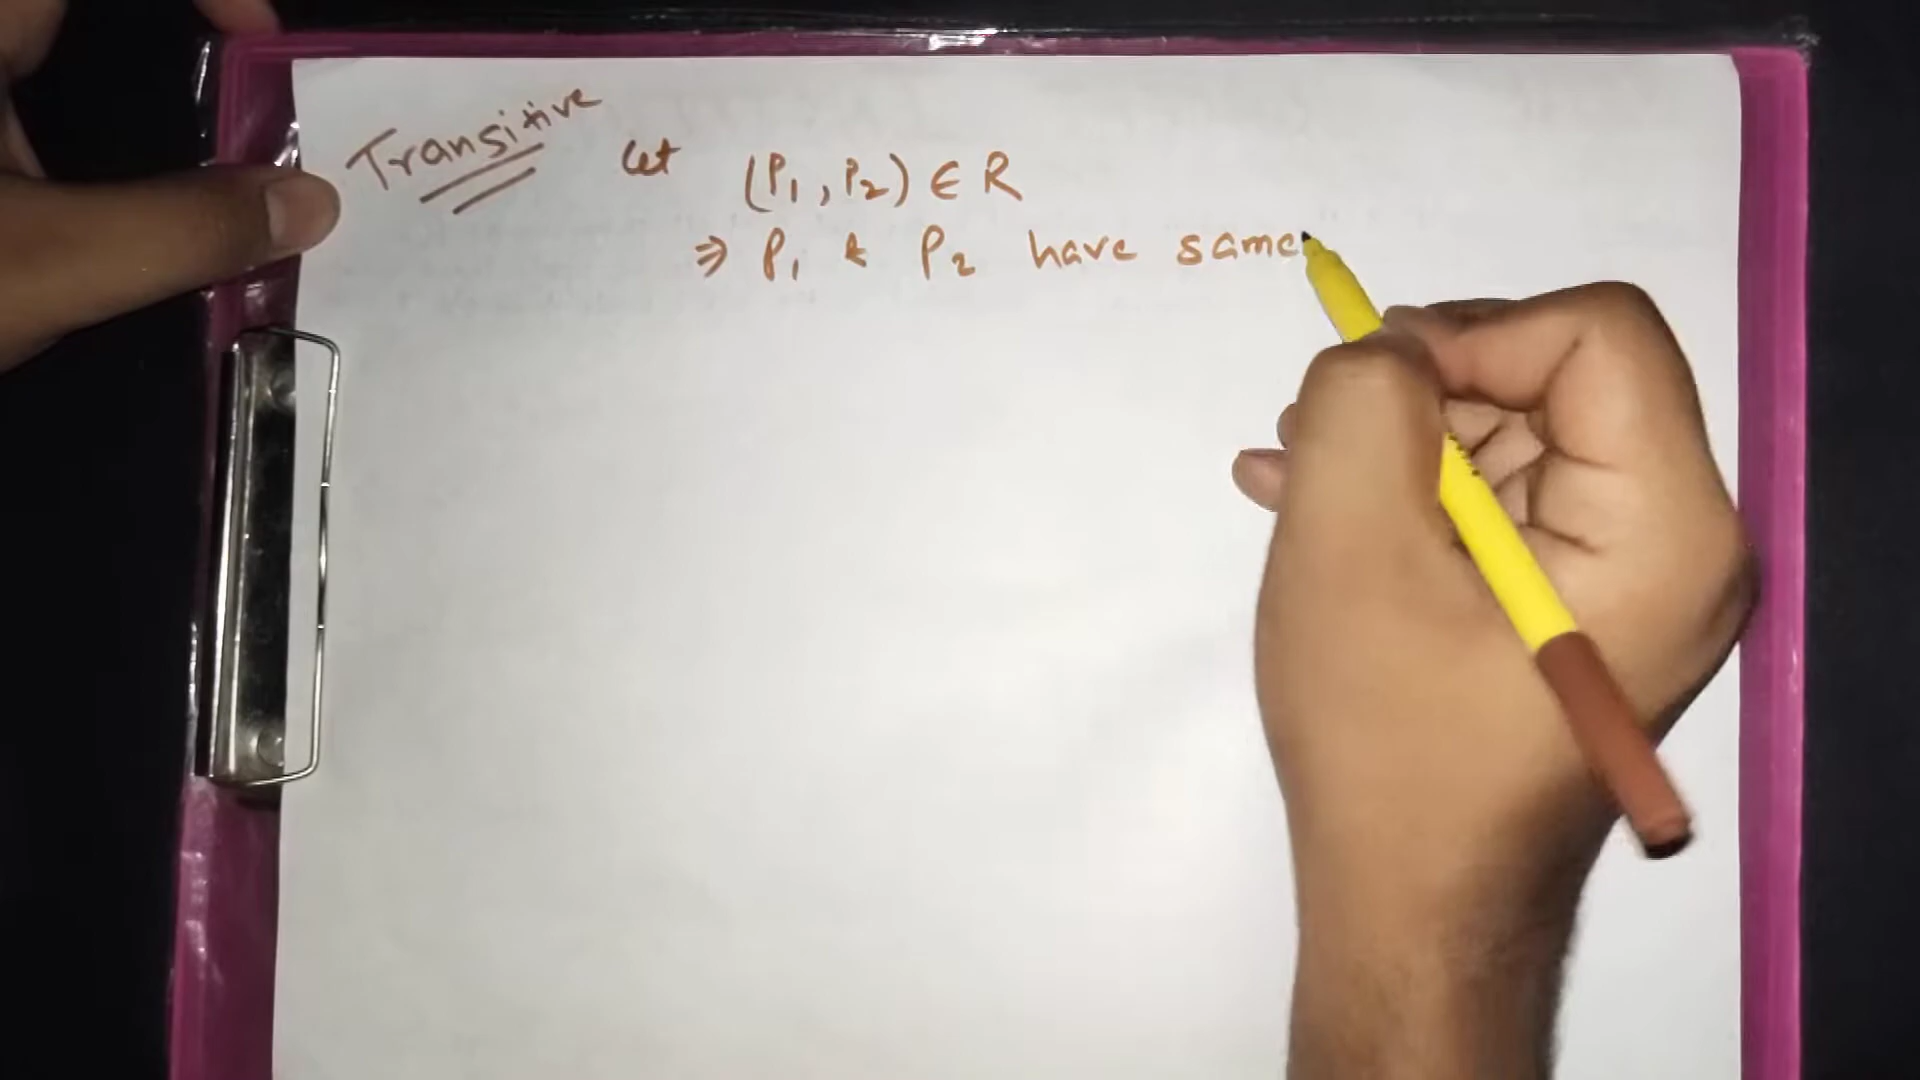 Transitive Let (P₁, P₂) ∈ R
⇒ P₁ & P₂ have same